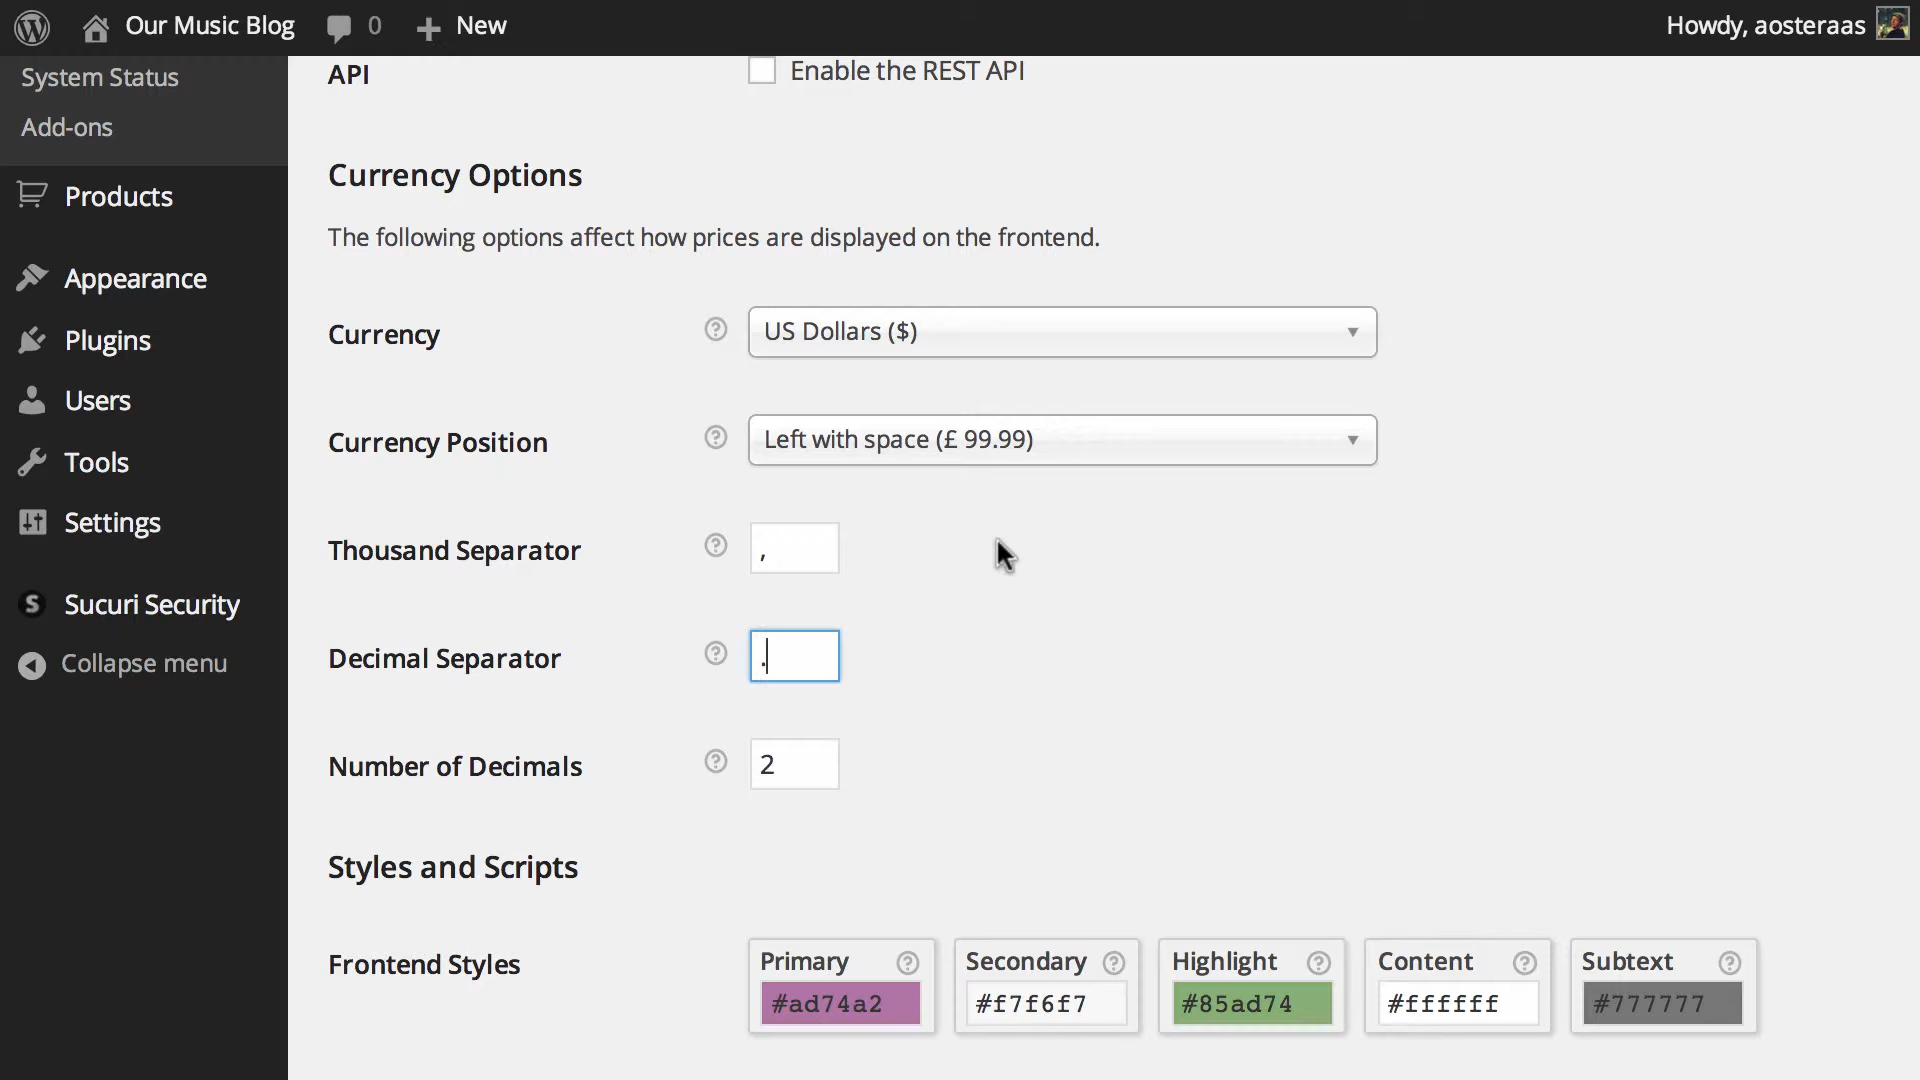 Our Music Blog 0 New Howdy, aosteraas
System Status
Add-ons
Products
Appearance
Plugins
Users
Tools
Settings
S Sucuri Security
Collapse menu
API Enable the REST API
Currency Options
The following options affect how prices are displayed on the frontend.
Currency ? US Dollars ($)
Currency Position ? Left with space (£ 99.99)
Thousand Separator ? ,
Decimal Separator ? .
Number of Decimals ? 2
Styles and Scripts
Frontend Styles
Primary ? Secondary ? Highlight ? Content ? Subtext ?
#ad74a2 #f7f6f7 #85ad74 #ffffff #777777